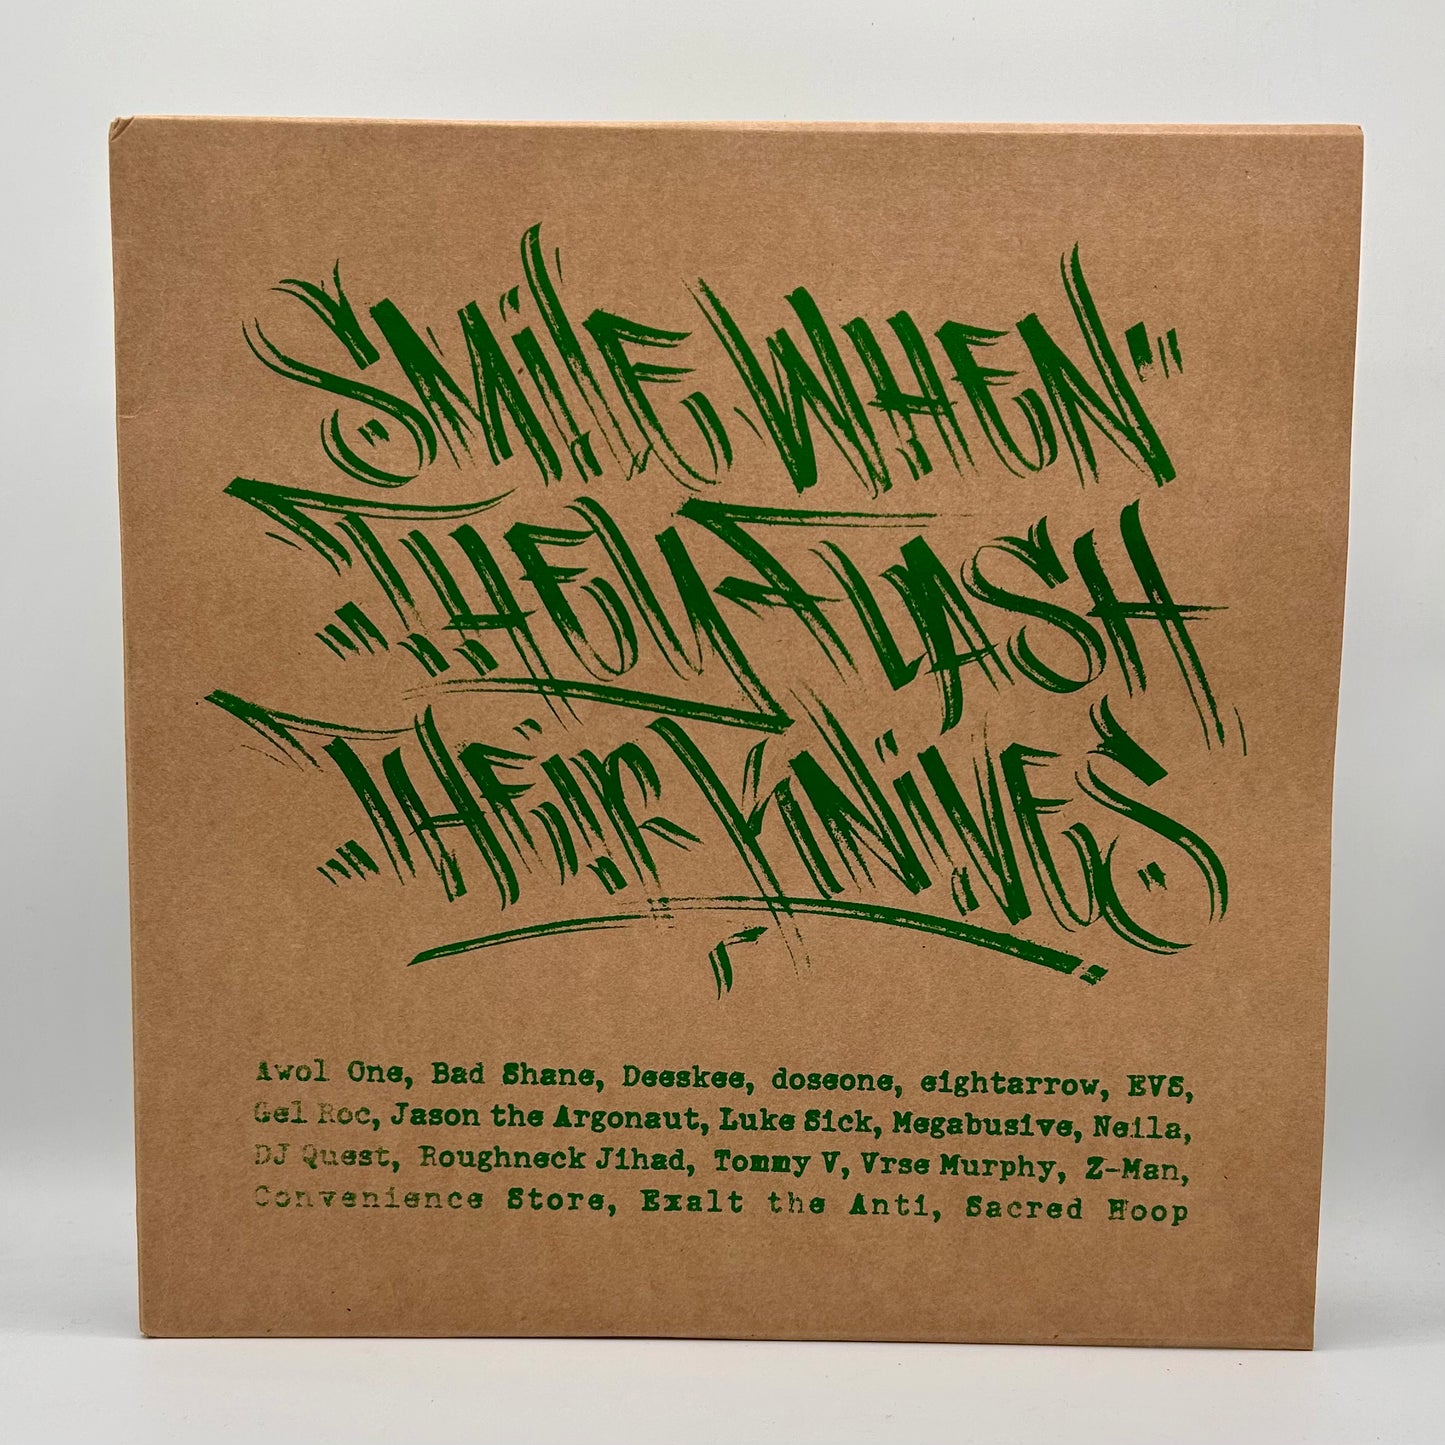 SMiLE WHEN
THEY FLASH
THEIR KNiVES
Awol One, Bad Shane, Deeskee, doseone, eightarrow, EVS,
Gel Roc, Jason the Argonaut, Luke Sick, Megabusive, Neila,
DJ Quest, Roughneck Jihad, Tommy V, Vrse Murphy, Z-Man,
Convenience Store, Exalt the Anti, Sacred Hoop